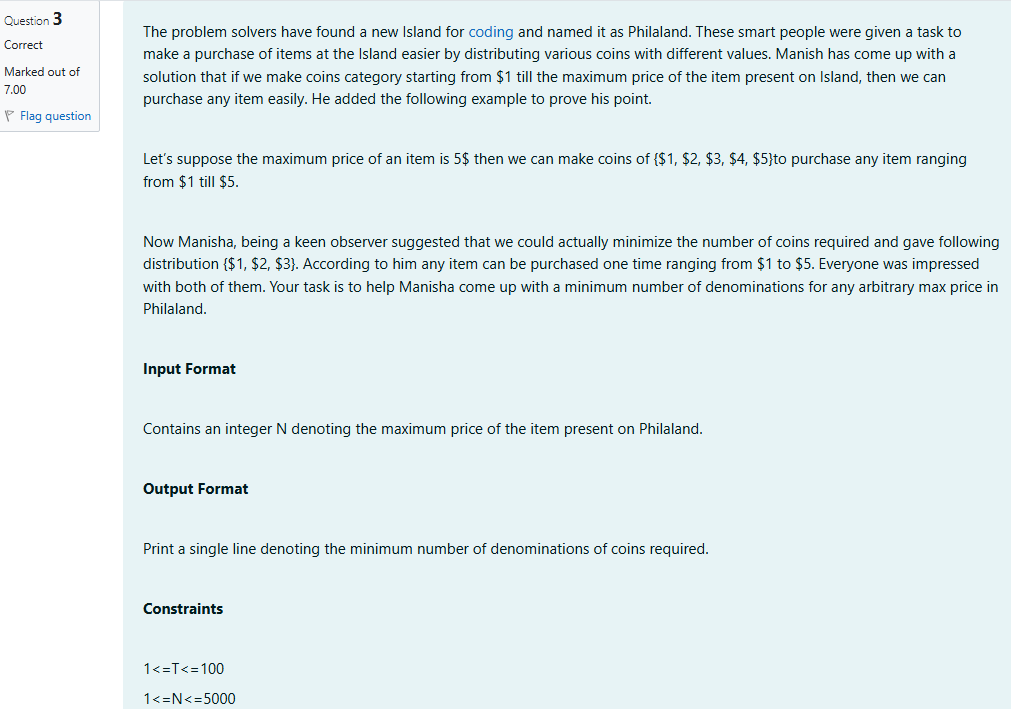 Question 3
Correct
Marked out of
7.00
Flag question
The problem solvers have found a new Island for coding and named it as Philaland. These smart people were given a task to
make a purchase of items at the Island easier by distributing various coins with different values. Manish has come up with a
solution that if we make coins category starting from $1 till the maximum price of the item present on Island, then we can
purchase any item easily. He added the following example to prove his point.
Let's suppose the maximum price of an item is 5$ then we can make coins of {$1, $2, $3, $4, $5}to purchase any item ranging
from $1 till $5.
Now Manisha, being a keen observer suggested that we could actually minimize the number of coins required and gave following
distribution {$1, $2, $3}. According to him any item can be purchased one time ranging from $1 to $5. Everyone was impressed
with both of them. Your task is to help Manisha come up with a minimum number of denominations for any arbitrary max price in
Philaland.
Input Format
Contains an integer N denoting the maximum price of the item present on Philaland.
Output Format
Print a single line denoting the minimum number of denominations of coins required.
Constraints
1<=T<=100
1<=N<=5000